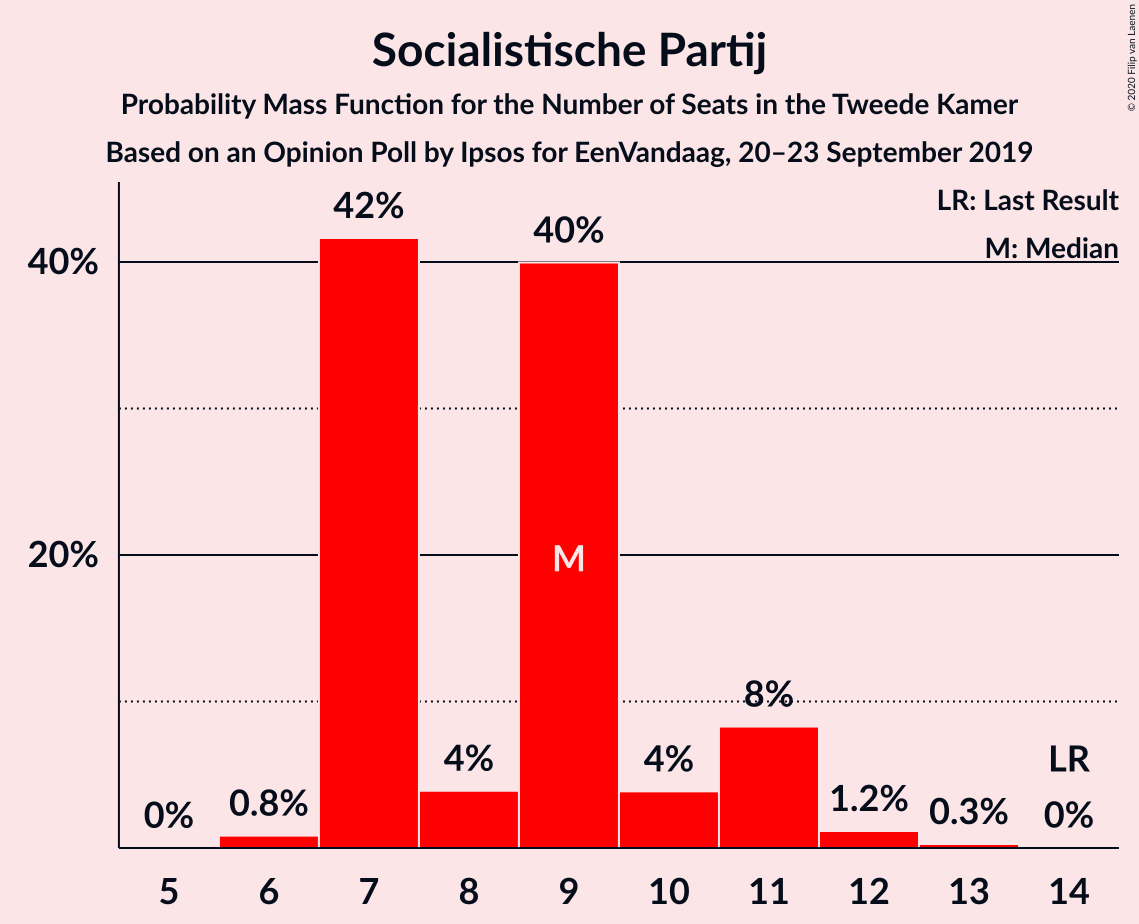 Socialistische Partij
Probability Mass Function for the Number of Seats in the Tweede Kamer
Based on an Opinion Poll by Ipsos for EenVandaag, 20–23 September 2019
© 2020 Filip van Laenen
LR: Last Result
M: Median
40%
20%
0%
0.8%
42%
4%
40%
M
4%
8%
1.2%
0.3%
LR
0%
5 6 7 8 9 10 11 12 13 14